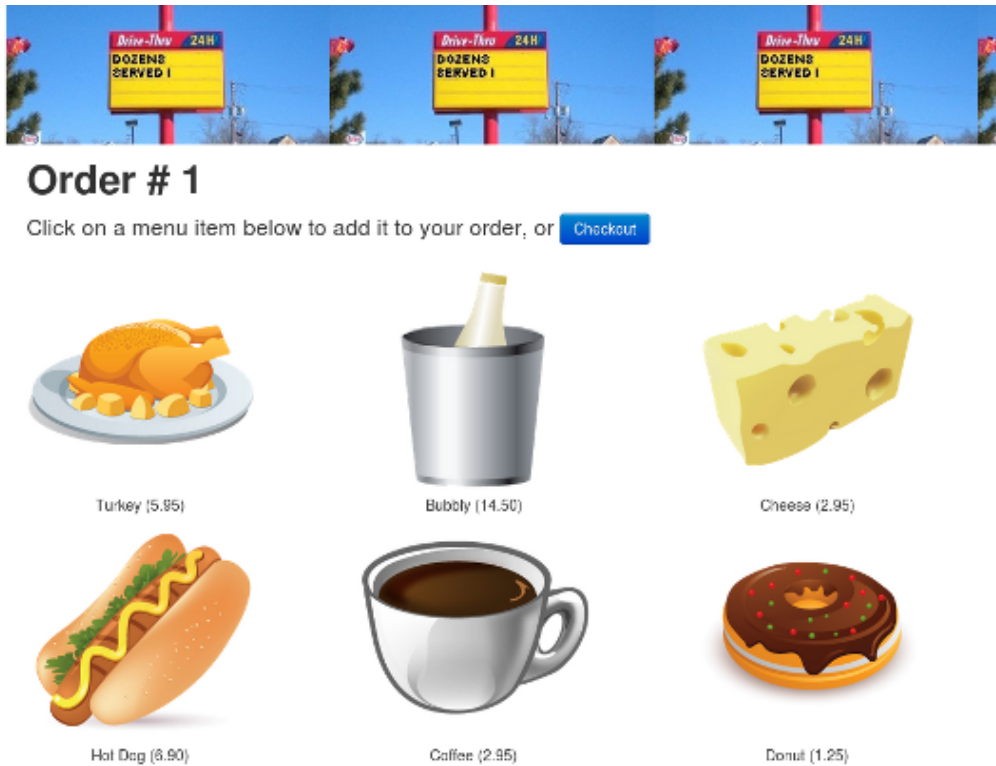 Drive-Thru 24H
DOZENS
SERVED !
Drive-Thru 24H
DOZENS
SERVED !
Drive-Thru 24H
DOZENS
SERVED !
Order # 1
Click on a menu item below to add it to your order, or Checkout
Turkey (5.95) Bubbly (14.50) Cheese (2.95)
Hot Dog (6.90) Coffee (2.95) Donut (1.25)